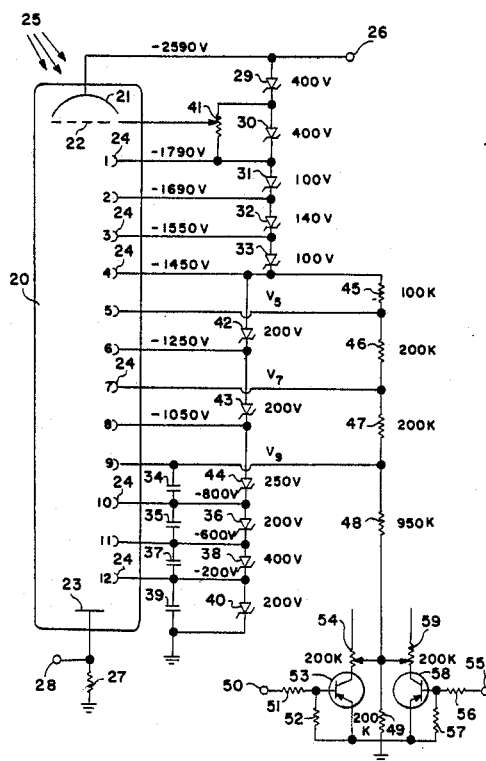 25
-2590V
26
29
400V
21
41
22
30
400V
24
1
-1790V
31
100V
2
-1690V
32
140V
24
3
-1550V
33
100V
24
4
-1450V
20
45
100K
5
V5
42
200V
6
-1250V
46
200K
24
7
V7
43
200V
8
-1050V
47
200K
9
V9
34
44
250V
24
10
-800V
48
950K
35
36
200V
11
-600V
37
38
400V
24
12
-200V
23
39
40
200V
54
59
28
27
200K
200K
53
58
50
55
51
56
52
200K
49
57